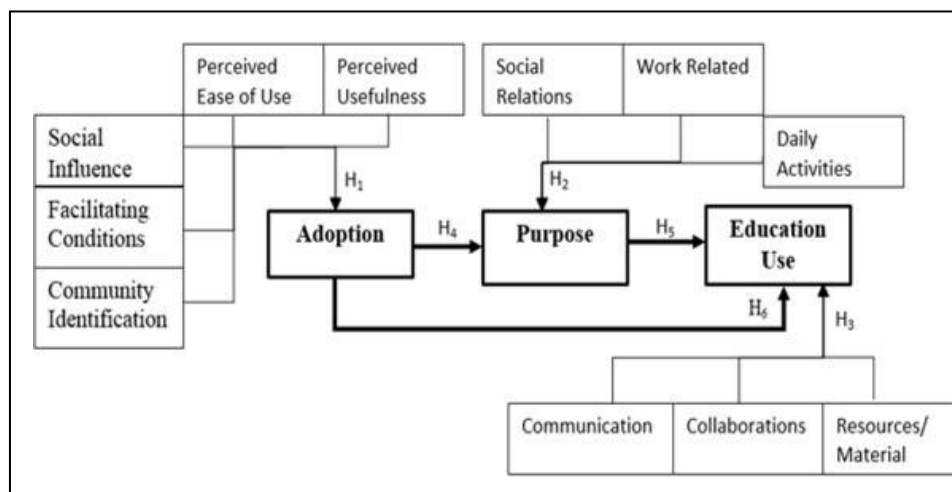 Perceived
Ease of Use
Perceived
Usefulness
Social
Relations
Work Related
Social
Influence
Daily
Activities
H₁
H₂
Facilitating
Conditions
Adoption
H₄
Purpose
H₅
Education
Use
Community
Identification
H₆
H₃
Communication
Collaborations
Resources/
Material